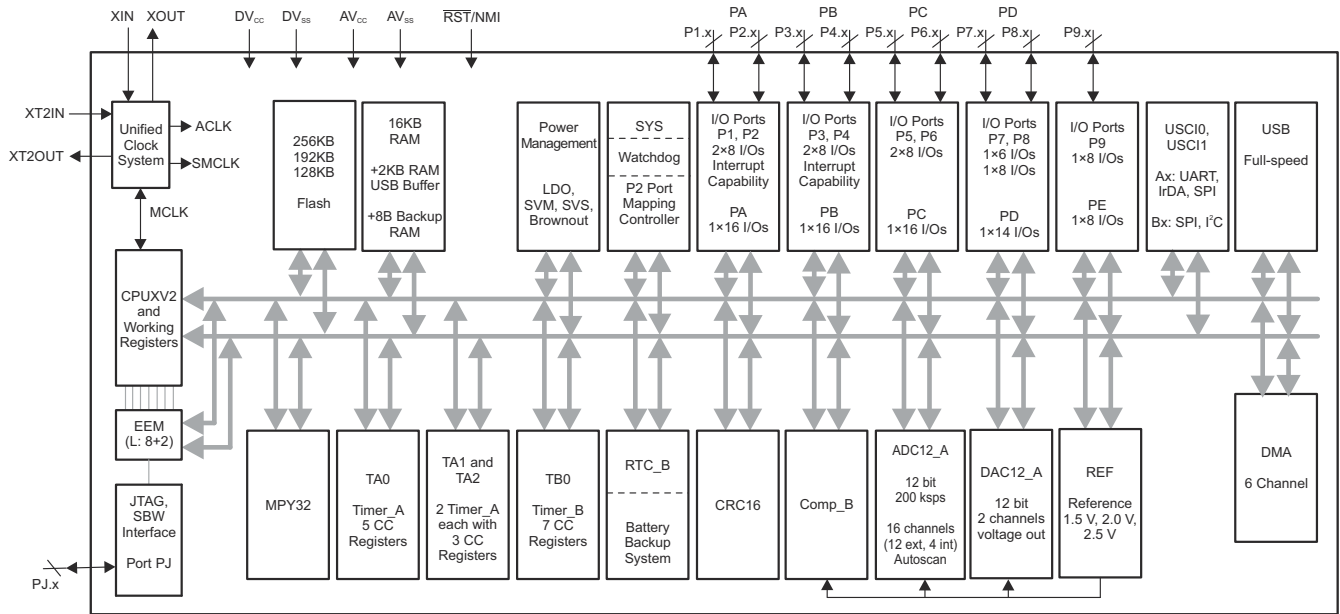 XIN XOUT
DVCC DVSS AVCC AVSS RST/NMI
PA PB PC PD
P1.x P2.x P3.x P4.x P5.x P6.x P7.x P8.x P9.x
XT2IN
XT2OUT
Unified
Clock
System
ACLK
SMCLK
MCLK
256KB
192KB
128KB
Flash
16KB
RAM
+2KB RAM
USB Buffer
+8B Backup
RAM
Power
Management
LDO,
SVM, SVS,
Brownout
SYS
Watchdog
P2 Port
Mapping
Controller
I/O Ports
P1, P2
2×8 I/Os
Interrupt
Capability
PA
1×16 I/Os
I/O Ports
P3, P4
2×8 I/Os
Interrupt
Capability
PB
1×16 I/Os
I/O Ports
P5, P6
2×8 I/Os
PC
1×16 I/Os
I/O Ports
P7, P8
1×6 I/Os
1×8 I/Os
PD
1×14 I/Os
I/O Ports
P9
1×8 I/Os
PE
1×8 I/Os
USCI0,
USCI1
Ax: UART,
IrDA, SPI
Bx: SPI, I²C
USB
Full-speed
CPUXV2
and
Working
Registers
EEM
(L: 8+2)
JTAG,
SBW
Interface
Port PJ
PJ.x
MPY32
TA0
Timer_A
5 CC
Registers
TA1 and
TA2
2 Timer_A
each with
3 CC
Registers
TB0
Timer_B
7 CC
Registers
RTC_B
Battery
Backup
System
CRC16
Comp_B
ADC12_A
12 bit
200 ksps
16 channels
(12 ext, 4 int)
Autoscan
DAC12_A
12 bit
2 channels
voltage out
REF
Reference
1.5 V, 2.0 V,
2.5 V
DMA
6 Channel